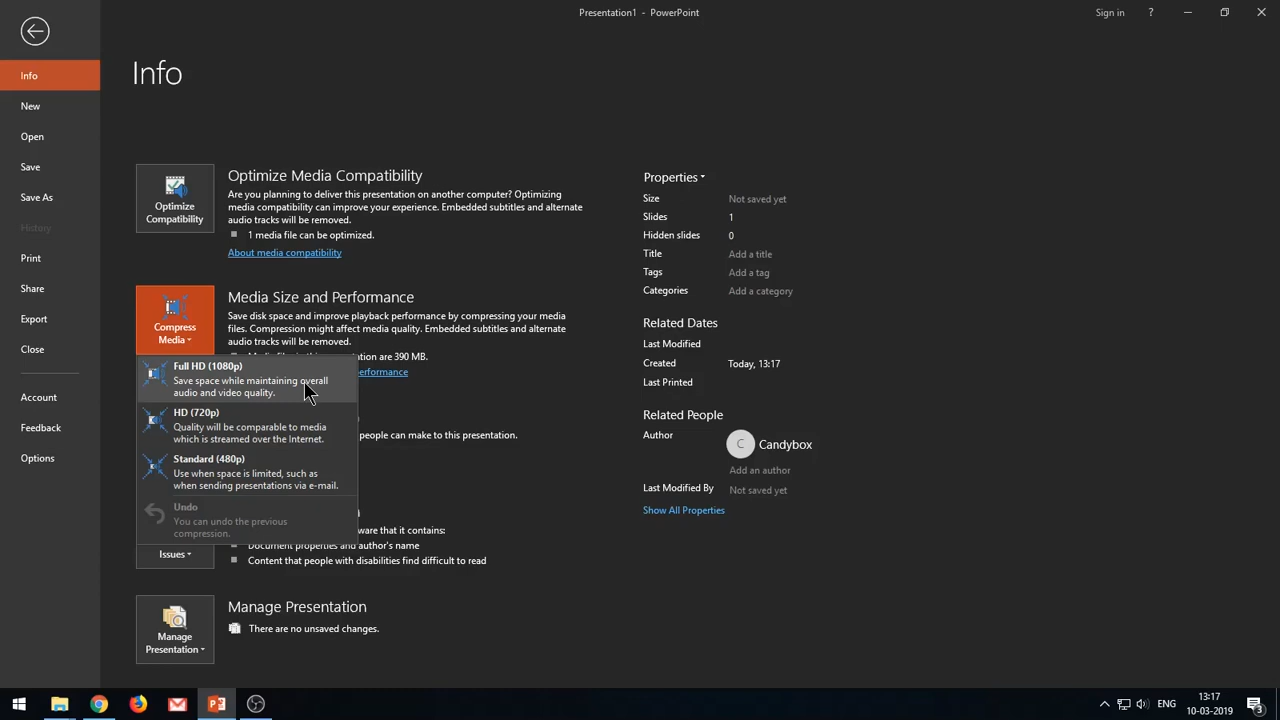 Presentation1 - PowerPoint
Sign in
?
Info
New
Open
Save
Save As
History
Print
Share
Export
Close
Account
Feedback
Options
Info
Optimize Compatibility
Optimize Media Compatibility
Are you planning to deliver this presentation on another computer? Optimizing
media compatibility can improve your experience. Embedded subtitles and alternate
audio tracks will be removed.
1 media file can be optimized.
About media compatibility
Compress
Media
Media Size and Performance
Save disk space and improve playback performance by compressing your media
files. Compression might affect media quality. Embedded subtitles and alternate
audio tracks will be removed.
are 390 MB.
performance
Full HD (1080p)
Save space while maintaining overall
audio and video quality.
HD (720p)
Quality will be comparable to media
which is streamed over the Internet.
Standard (480p)
Use when space is limited, such as
when sending presentations via e-mail.
Undo
You can undo the previous
compression.
people can make to this presentation.
that it contains:
Document properties and author's name
Content that people with disabilities find difficult to read
Issues
Manage
Presentation
Manage Presentation
There are no unsaved changes.
Properties
Size Not saved yet
Slides 1
Hidden slides 0
Title Add a title
Tags Add a tag
Categories Add a category
Related Dates
Last Modified
Created Today, 13:17
Last Printed
Related People
Author C Candybox
Add an author
Last Modified By Not saved yet
Show All Properties
ENG
13:17
10-03-2019
3